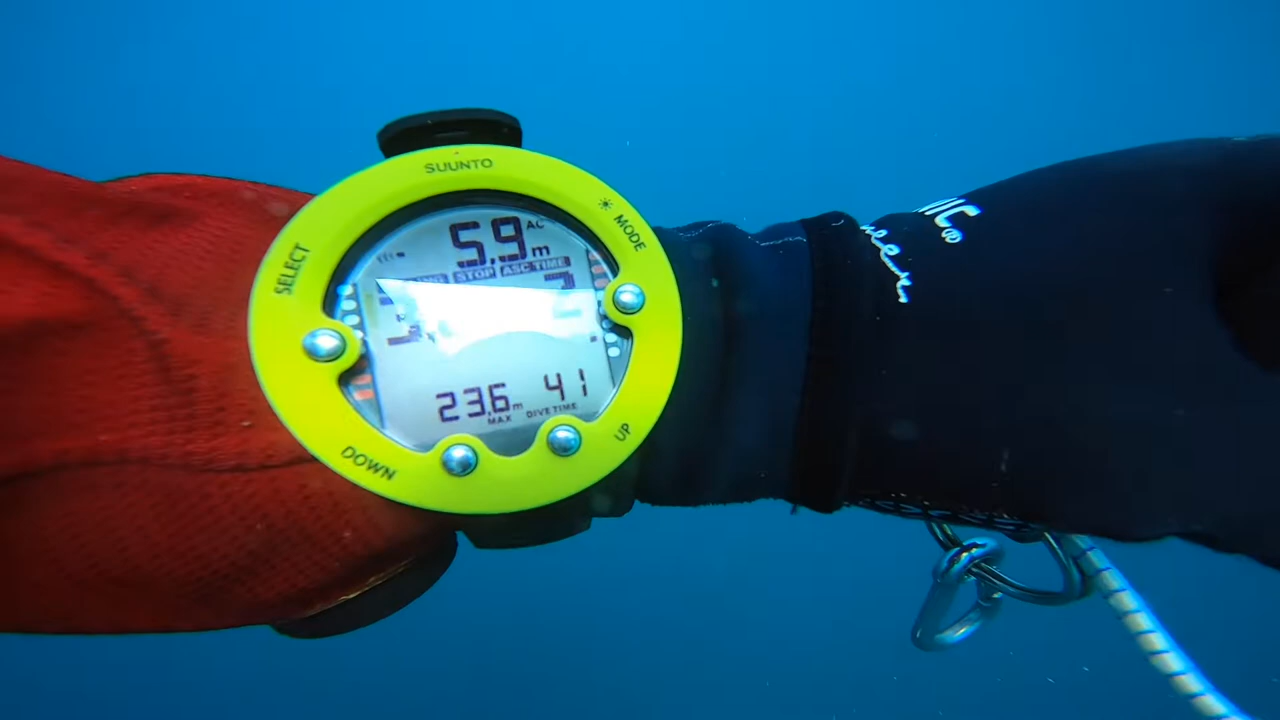 SUUNTO
MODE
SELECT
5,9 m AC
STOP ASC TIME
23,6 m 41
MAX DIVE TIME
DOWN
UP